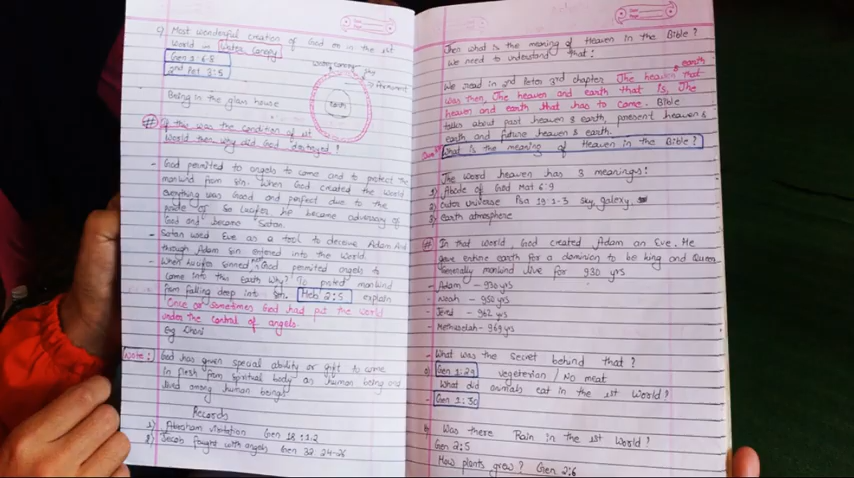 9. Most wonderful creation of God on in the 1st
World - Water Canopy
Gen 1:6-8
2nd Pet 3:5
Water canopy
Sky
Firmament
Earth
Being in the glass house
# If this was the condition of 1st
World then why did God destroyed?
- God permitted to angels to come and to protect the
mankind from sin. When God created the World
everything was Good and perfect due to the
pride of So Lucifer he became adversary of
God and became Satan.
- Satan used Eve as a tool to deceive Adam And
through Adam Sin entered into the World.
- When Lucifer Sinned God permitted angels to
come into this Earth Why? To protect mankind
from falling deep into Sin. Heb 2:5 explain
Once or sometimes God had put the world
under the control of angels.
Eg
Note: God has given special ability or gift to come
in flesh from Spiritual body as human being and
lived among human beings
Records
1) Abraham visitation Gen 18:1,2
2) Jacob fought with angels Gen 32 24-26
Then what is the meaning of Heaven in the Bible?
We need to understand that:
We read in 2nd Peter 3rd chapter The heaven & earth that
was then, The heaven and earth that is, The
heaven and earth that has to come. Bible
talks about past heaven & earth, present heaven &
earth and future heaven & earth.
What is the meaning of Heaven in the Bible?
The word heaven has 3 meanings:
1) Abode of God Mat 6:9
2) Outer universe Psa 19:1-3 Sky, galexy,
3) Earth atmosphere
# In that World, God created Adam an Eve. He
gave entire earth for a dominion to be king and Queen
Generally mankind live for 930 yrs
- Adam - 930 yrs
- Noah - 950 yrs
- Jered - 962 yrs
- Methuselah - 969 yrs
- What was the Secret behind that?
a) Gen 1:29 vegeterian / No meat
What did animals eat in the 1st World?
- Gen 1:30
b) Was there Rain in the 1st World?
Gen 2:5
How plants grew? Gen 2:6